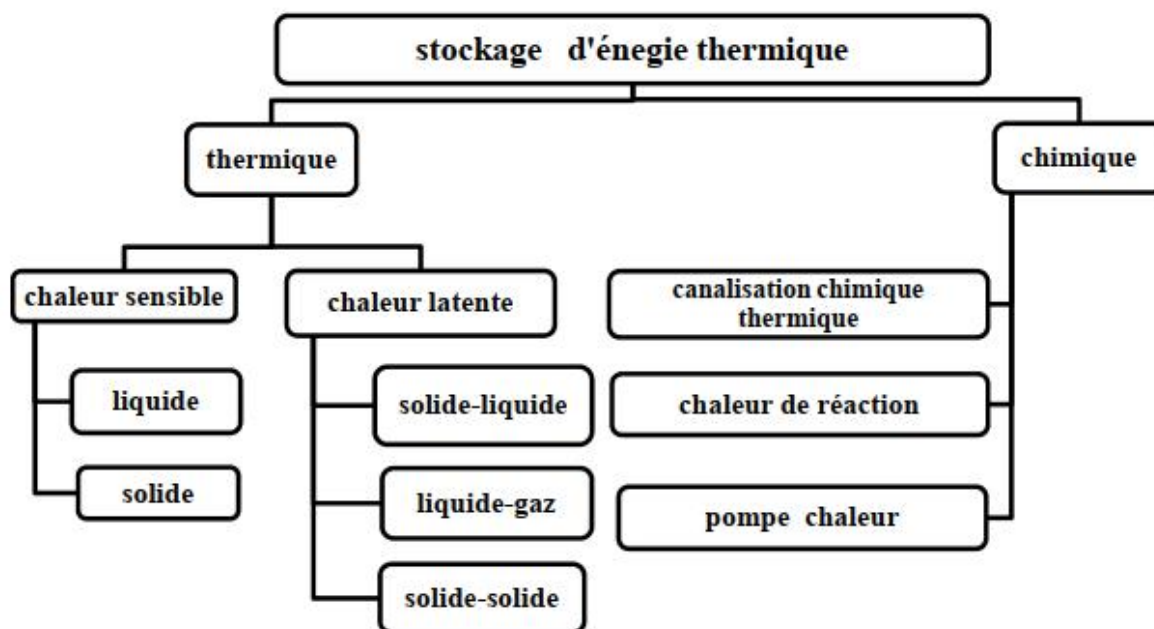 stockage d'énegie thermique
thermique
chimique
chaleur sensible
chaleur latente
canalisation chimique
thermique
liquide
solide-liquide
chaleur de réaction
solide
liquide-gaz
pompe chaleur
solide-solide